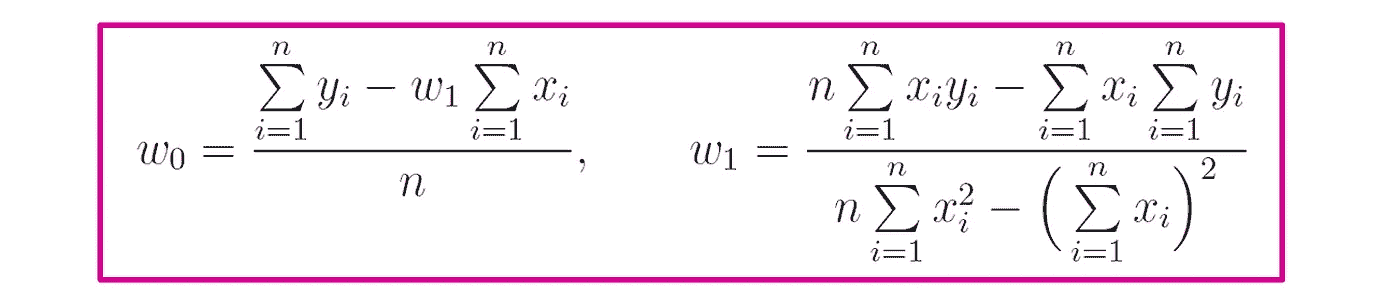 w_0 = \frac{\sum_{i=1}^{n} y_i - w_1 \sum_{i=1}^{n} x_i}{n}, \qquad w_1 = \frac{n \sum_{i=1}^{n} x_i y_i - \sum_{i=1}^{n} x_i \sum_{i=1}^{n} y_i}{n \sum_{i=1}^{n} x_i^2 - \left( \sum_{i=1}^{n} x_i \right)^2}